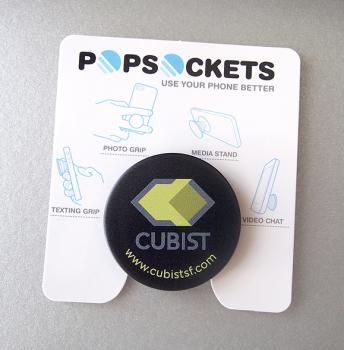 POPSOCKETS
USE YOUR PHONE BETTER
PHOTO GRIP
MEDIA STAND
TEXTING GRIP
VIDEO CHAT
CUBIST
www.cubistsf.com